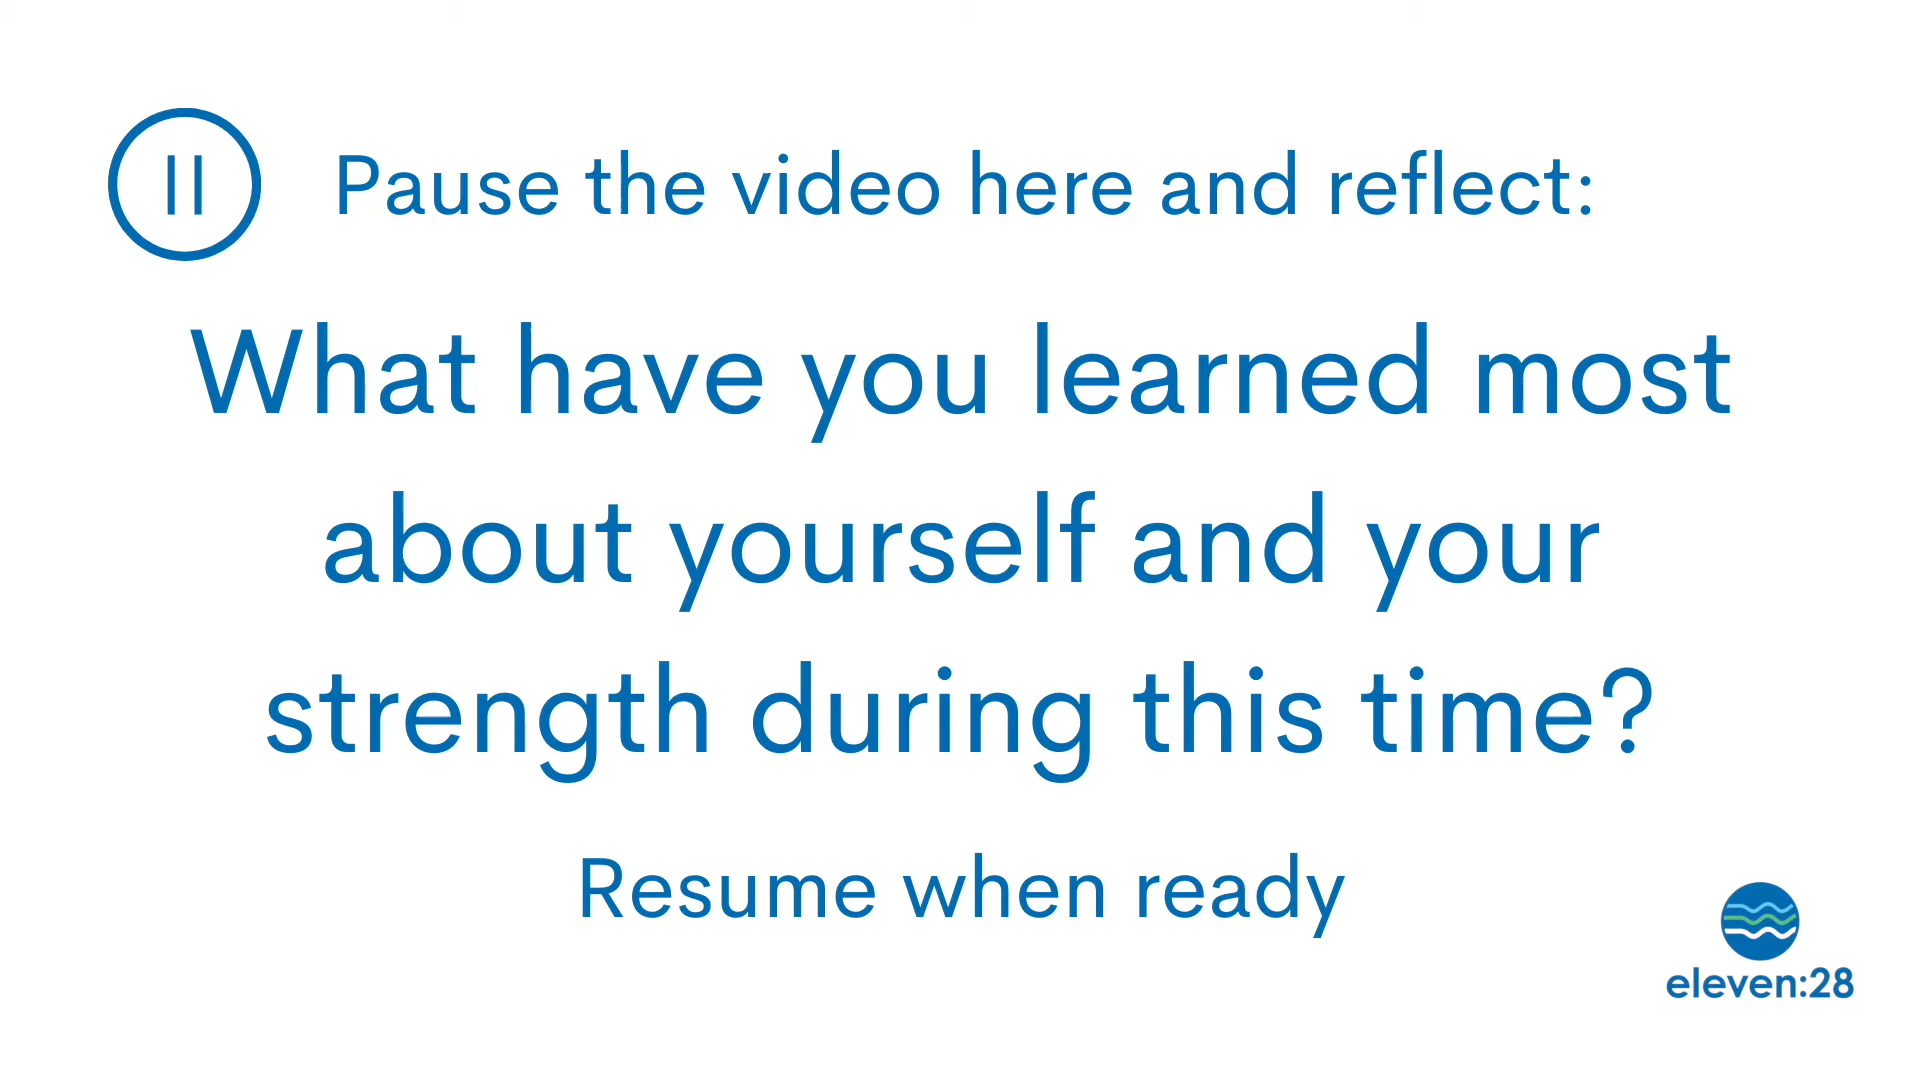 Pause the video here and reflect:
What have you learned most
about yourself and your
strength during this time?
Resume when ready
eleven:28